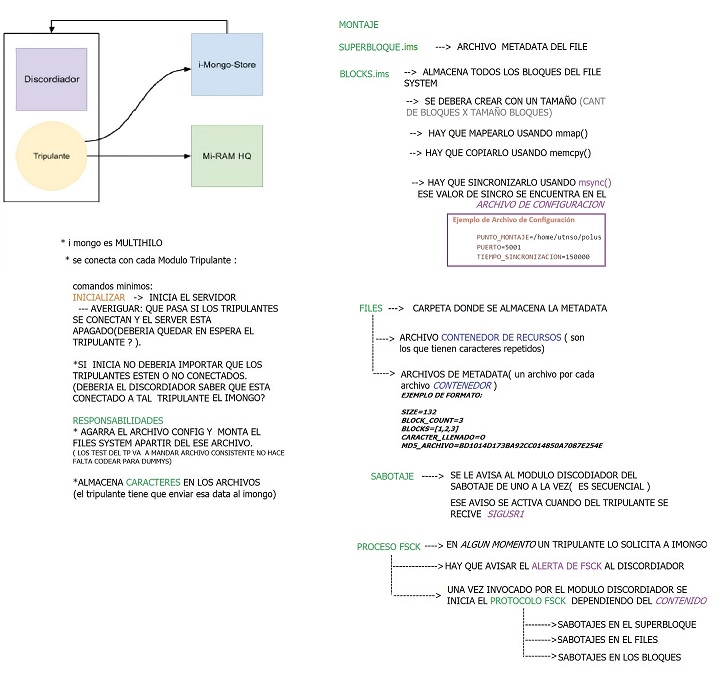 Discordiador
Tripulante
i-Mongo-Store
Mi-RAM HQ
* i mongo es MULTIHILO
* se conecta con cada Modulo Tripulante :
comandos minimos:
INICIALIZAR -> INICIA EL SERVIDOR
--- AVERIGUAR: QUE PASA SI LOS TRIPULANTES
SE CONECTAN Y EL SERVER ESTA
APAGADO(DEBERIA QUEDAR EN ESPERA EL
TRIPULANTE ? ).
*SI INICIA NO DEBERIA IMPORTAR QUE LOS
TRIPULANTES ESTEN O NO CONECTADOS.
(DEBERIA EL DISCORDIADOR SABER QUE ESTA
CONECTADO A TAL TRIPULANTE EL IMONGO?
RESPONSABILIDADES
* AGARRA EL ARCHIVO CONFIG Y MONTA EL
FILES SYSTEM APARTIR DEL ESE ARCHIVO.
( LOS TEST DEL TP VA A MANDAR ARCHIVO CONSISTENTE NO HACE
FALTA CODEAR PARA DUMMYS)
*ALMACENA CARACTERES EN LOS ARCHIVOS
(el tripulante tiene que enviar esa data al imongo)
MONTAJE
SUPERBLOQUE.ims ---> ARCHIVO METADATA DEL FILE
BLOCKS.ims --> ALMACENA TODOS LOS BLOQUES DEL FILE
SYSTEM
--> SE DEBERA CREAR CON UN TAMAÑO (CANT
DE BLOQUES X TAMAÑO BLOQUES)
--> HAY QUE MAPEARLO USANDO mmap()
--> HAY QUE COPIARLO USANDO memcpy()
--> HAY QUE SINCRONIZARLO USANDO msync()
ESE VALOR DE SINCRO SE ENCUENTRA EN EL
ARCHIVO DE CONFIGURACION
Ejemplo de Archivo de Configuración
PUNTO_MONTAJE=/home/utnso/polus
PUERTO=5001
TIEMPO_SINCRONIZACION=150000
FILES ---> CARPETA DONDE SE ALMACENA LA METADATA
----> ARCHIVO CONTENEDOR DE RECURSOS ( son
los que tienen caracteres repetidos)
----> ARCHIVOS DE METADATA( un archivo por cada
archivo CONTENEDOR )
EJEMPLO DE FORMATO:
SIZE=132
BLOCK_COUNT=3
BLOCKS=[1,2,3]
CARACTER_LLENADO=O
MD5_ARCHIVO=BD1014D173BA92CC014850A7087E254E
SABOTAJE -----> SE LE AVISA AL MODULO DISCODIADOR DEL
SABOTAJE DE UNO A LA VEZ( ES SECUENCIAL )
ESE AVISO SE ACTIVA CUANDO DEL TRIPULANTE SE
RECIVE SIGUSR1
PROCESO FSCK ----> EN ALGUN MOMENTO UN TRIPULANTE LO SOLICITA A IMONGO
--------------> HAY QUE AVISAR EL ALERTA DE FSCK AL DISCORDIADOR
--------------> UNA VEZ INVOCADO POR EL MODULO DISCORDIADOR SE
INICIA EL PROTOCOLO FSCK DEPENDIENDO DEL CONTENIDO
-------->SABOTAJES EN EL SUPERBLOQUE
-------->SABOTAJES EN EL FILES
-------->SABOTAJES EN LOS BLOQUES